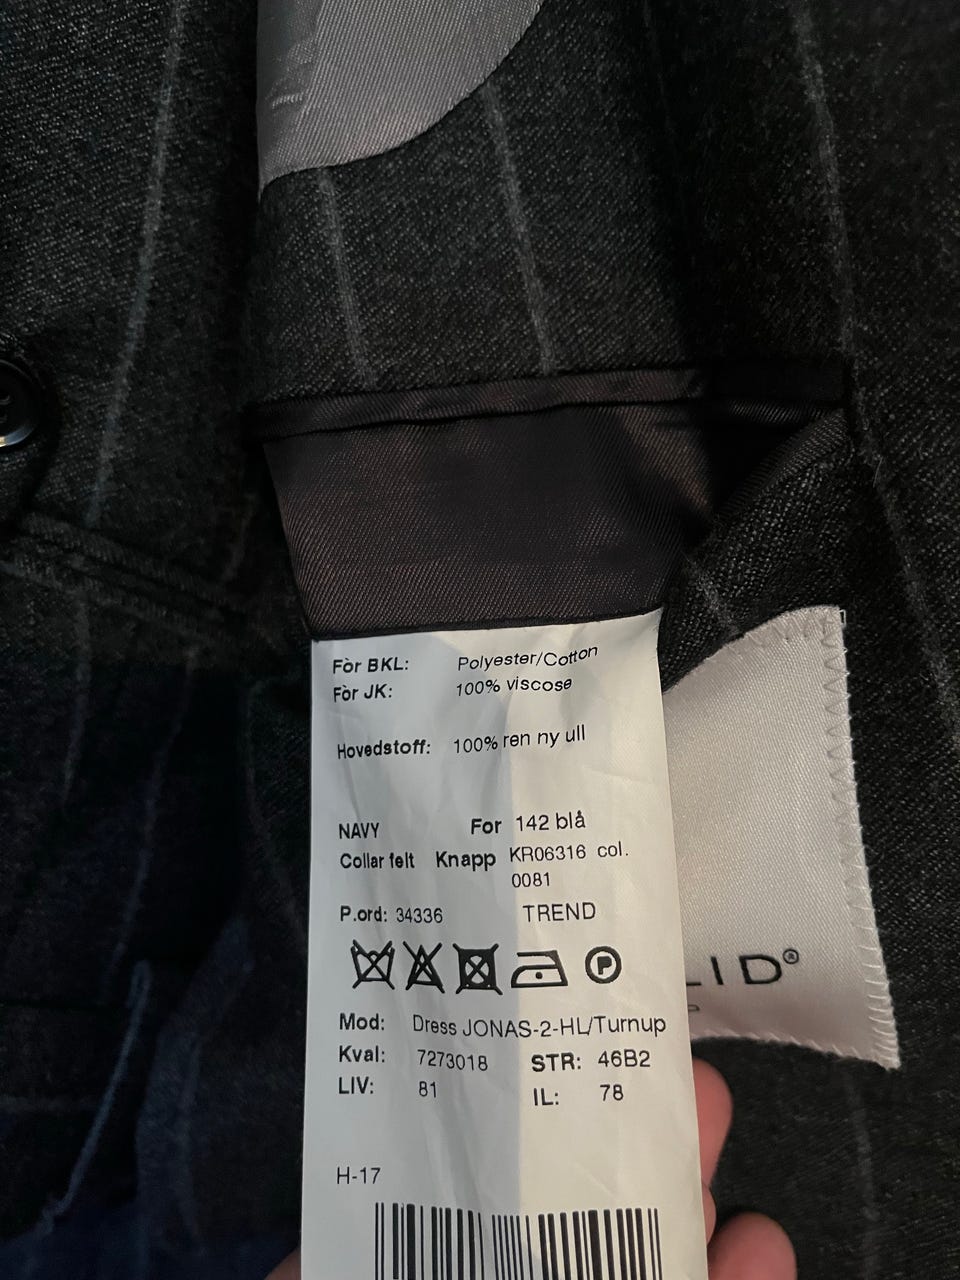 Fòr BKL: Polyester/Cotton
Fòr JK: 100% viscose
Hovedstoff: 100% ren ny ull
NAVY For 142 blå
Collar felt Knapp KR06316 col.
0081
P.ord: 34336 TREND
P
Mod: Dress JONAS-2-HL/Turnup
Kval: 7273018 STR: 46B2
LIV: 81 IL: 78
H-17
LID®